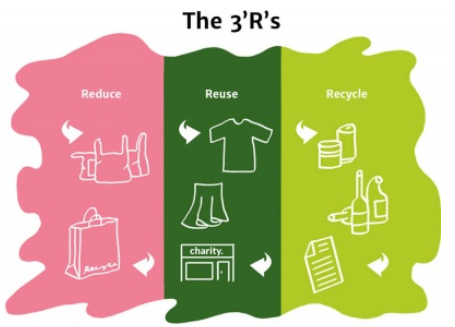 The 3’R’s
Reduce
Reuse
Recycle
charity.